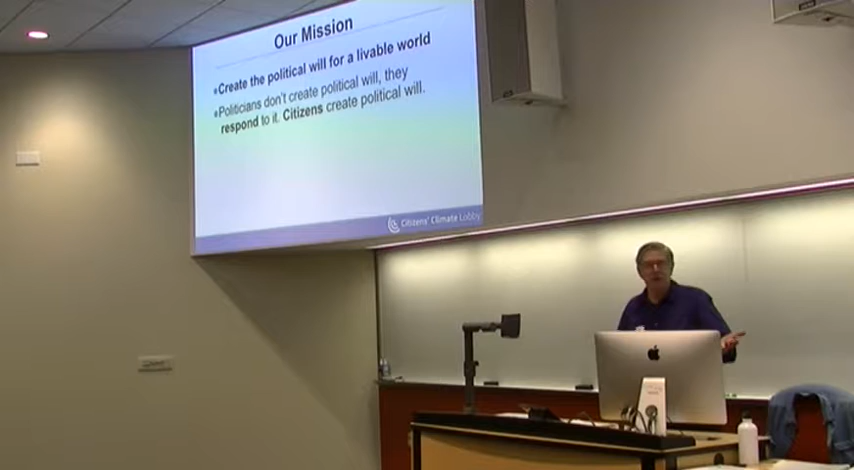 Our Mission
Create the political will for a livable world
Politicians don't create political will, they
respond to it. Citizens create political will.
Citizens' Climate Lobby